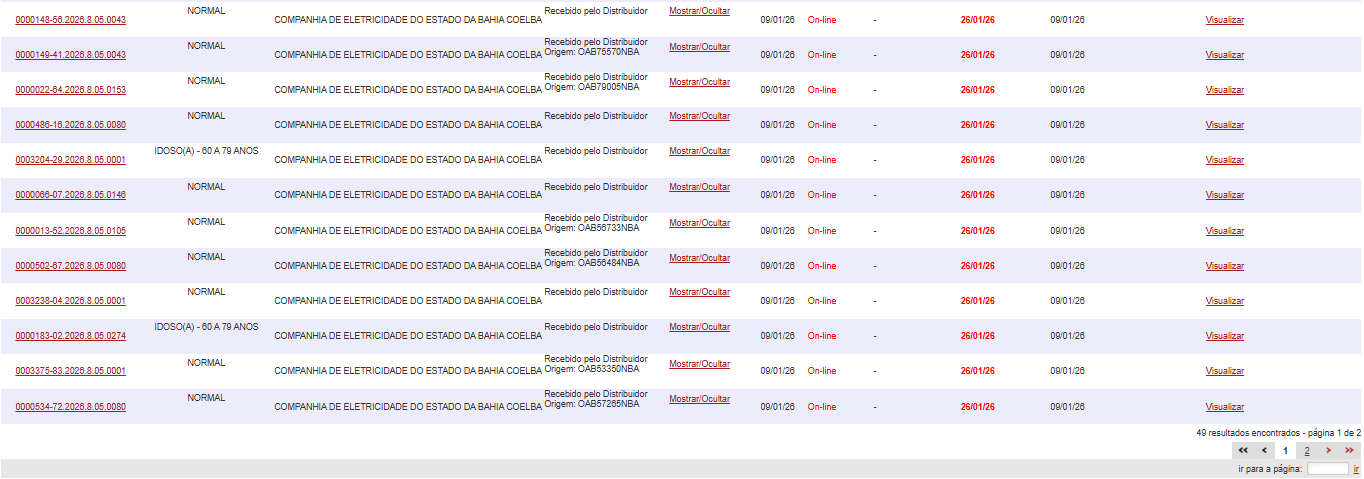 0000148-56.2026.8.05.0043 NORMAL COMPANHIA DE ELETRICIDADE DO ESTADO DA BAHIA COELBA Recebido pelo Distribuidor Mostrar/Ocultar 09/01/26 On-line - 26/01/26 09/01/26 Visualizar
0000149-41.2026.8.05.0043 NORMAL COMPANHIA DE ELETRICIDADE DO ESTADO DA BAHIA COELBA Recebido pelo Distribuidor Origem: OAB75570NBA Mostrar/Ocultar 09/01/26 On-line - 26/01/26 09/01/26 Visualizar
0000022-64.2026.8.05.0153 NORMAL COMPANHIA DE ELETRICIDADE DO ESTADO DA BAHIA COELBA Recebido pelo Distribuidor Origem: OAB79005NBA Mostrar/Ocultar 09/01/26 On-line - 26/01/26 09/01/26 Visualizar
0000486-16.2026.8.05.0080 NORMAL COMPANHIA DE ELETRICIDADE DO ESTADO DA BAHIA COELBA Recebido pelo Distribuidor Mostrar/Ocultar 09/01/26 On-line - 26/01/26 09/01/26 Visualizar
0003204-29.2026.8.05.0001 IDOSO(A) - 60 A 79 ANOS COMPANHIA DE ELETRICIDADE DO ESTADO DA BAHIA COELBA Recebido pelo Distribuidor Mostrar/Ocultar 09/01/26 On-line - 26/01/26 09/01/26 Visualizar
0000066-07.2026.8.05.0146 NORMAL COMPANHIA DE ELETRICIDADE DO ESTADO DA BAHIA COELBA Recebido pelo Distribuidor Mostrar/Ocultar 09/01/26 On-line - 26/01/26 09/01/26 Visualizar
0000013-52.2026.8.05.0105 NORMAL COMPANHIA DE ELETRICIDADE DO ESTADO DA BAHIA COELBA Recebido pelo Distribuidor Origem: OAB56733NBA Mostrar/Ocultar 09/01/26 On-line - 26/01/26 09/01/26 Visualizar
0000502-67.2026.8.05.0080 NORMAL COMPANHIA DE ELETRICIDADE DO ESTADO DA BAHIA COELBA Recebido pelo Distribuidor Origem: OAB56484NBA Mostrar/Ocultar 09/01/26 On-line - 26/01/26 09/01/26 Visualizar
0003238-04.2026.8.05.0001 NORMAL COMPANHIA DE ELETRICIDADE DO ESTADO DA BAHIA COELBA Recebido pelo Distribuidor Mostrar/Ocultar 09/01/26 On-line - 26/01/26 09/01/26 Visualizar
0000183-02.2026.8.05.0274 IDOSO(A) - 60 A 79 ANOS COMPANHIA DE ELETRICIDADE DO ESTADO DA BAHIA COELBA Recebido pelo Distribuidor Mostrar/Ocultar 09/01/26 On-line - 26/01/26 09/01/26 Visualizar
0003375-83.2026.8.05.0001 NORMAL COMPANHIA DE ELETRICIDADE DO ESTADO DA BAHIA COELBA Recebido pelo Distribuidor Origem: OAB53350NBA Mostrar/Ocultar 09/01/26 On-line - 26/01/26 09/01/26 Visualizar
0000534-72.2026.8.05.0080 NORMAL COMPANHIA DE ELETRICIDADE DO ESTADO DA BAHIA COELBA Recebido pelo Distribuidor Origem: OAB57265NBA Mostrar/Ocultar 09/01/26 On-line - 26/01/26 09/01/26 Visualizar
49 resultados encontrados - página 1 de 2
‹‹ ‹ 1 2 › ››
ir para a página: ir